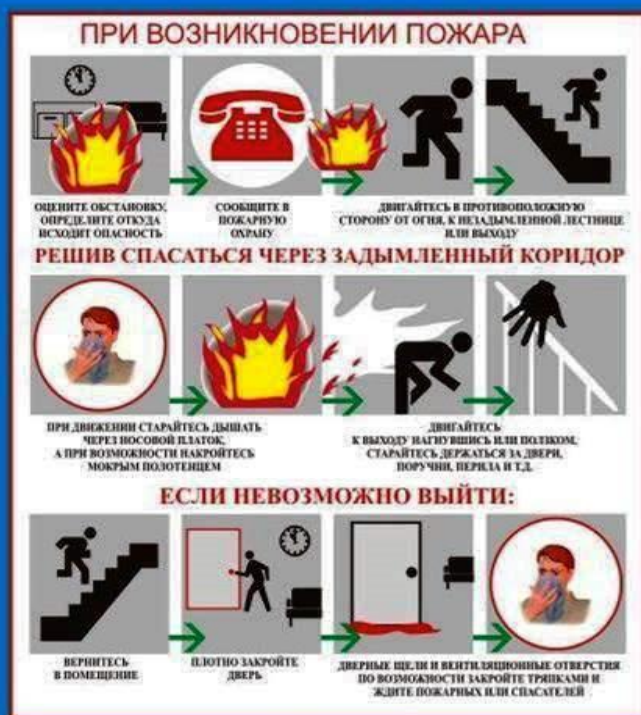 ПРИ ВОЗНИКНОВЕНИИ ПОЖАРА
ОЦЕНИТЕ ОБСТАНОВКУ,
ОПРЕДЕЛИТЕ ОТКУДА
ИСХОДИТ ОПАСНОСТЬ
СООБЩИТЕ В
ПОЖАРНУЮ
ОХРАНУ
ДВИГАЙТЕСЬ В ПРОТИВОПОЛОЖНУЮ
СТОРОНУ ОТ ОГНЯ, К НЕЗАДЫМЛЕННОЙ ЛЕСТНИЦЕ
ИЛИ ВЫХОДУ
РЕШИВ СПАСАТЬСЯ ЧЕРЕЗ ЗАДЫМЛЕННЫЙ КОРИДОР
ПРИ ДВИЖЕНИИ СТАРАЙТЕСЬ ДЫШАТЬ
ЧЕРЕЗ НОСОВОЙ ПЛАТОК,
А ПРИ ВОЗМОЖНОСТИ НАКРОЙТЕСЬ
МОКРЫМ ПОЛОТЕНЦЕМ
ДВИГАЙТЕСЬ
К ВЫХОДУ НАГНУВШИСЬ ИЛИ ПОЛЗКОМ,
СТАРАЙТЕСЬ ДЕРЖАТЬСЯ ЗА ДВЕРИ,
ПОРУЧНИ, ПЕРИЛА И Т.Д.
ЕСЛИ НЕВОЗМОЖНО ВЫЙТИ:
ВЕРНИТЕСЬ
В ПОМЕЩЕНИЕ
ПЛОТНО ЗАКРОЙТЕ
ДВЕРЬ
ДВЕРНЫЕ ЩЕЛИ И ВЕНТИЛЯЦИОННЫЕ ОТВЕРСТИЯ
ПО ВОЗМОЖНОСТИ ЗАКРОЙТЕ ТРЯПКАМИ И
ЖДИТЕ ПОЖАРНЫХ ИЛИ СПАСАТЕЛЕЙ